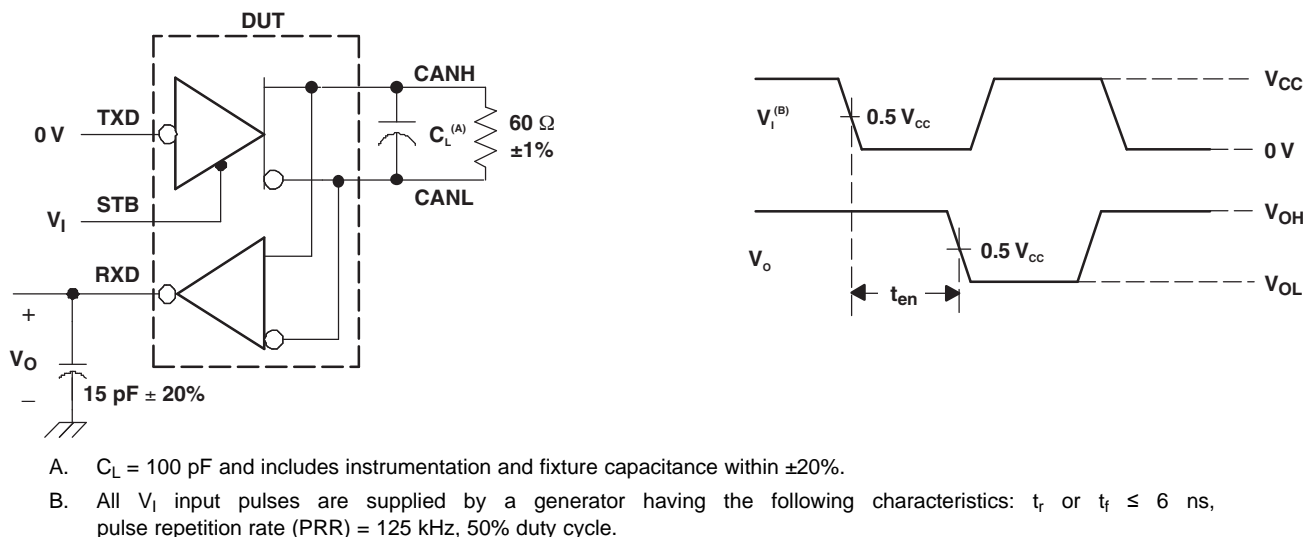 DUT
CANH
TXD
0 V
C_L^(A)
60 Ω
±1%
STB
V_I
CANL
RXD
+
V_O
–
15 pF ± 20%
V_I^(B)
0.5 V_CC
V_CC
0 V
V_O
0.5 V_CC
t_en
V_OH
V_OL
A. C_L = 100 pF and includes instrumentation and fixture capacitance within ±20%.
B. All V_I input pulses are supplied by a generator having the following characteristics: t_r or t_f ≤ 6 ns,
pulse repetition rate (PRR) = 125 kHz, 50% duty cycle.